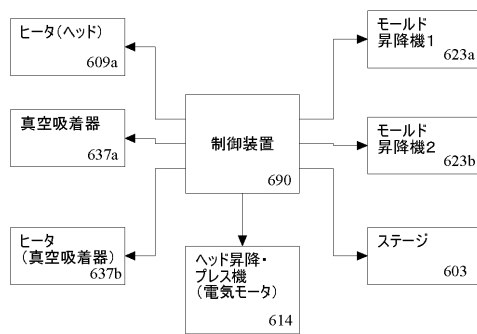 ヒータ(ヘッド)
609a
モールド
昇降機1
623a
真空吸着器
637a
制御装置
690
モールド
昇降機2
623b
ヒータ
(真空吸着器)
637b
ヘッド昇降・
プレス機
(電気モータ)
614
ステージ
603